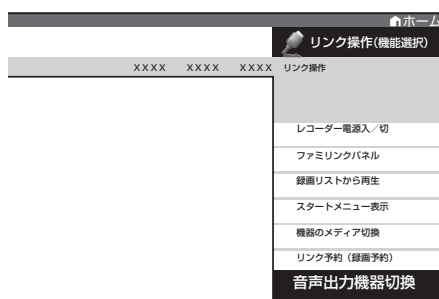 ホーム
リンク操作(機能選択)
XXXX XXXX XXXX リンク操作
レコーダー電源入／切
ファミリンクパネル
録画リストから再生
スタートメニュー表示
機器のメディア切換
リンク予約（録画予約）
音声出力機器切換